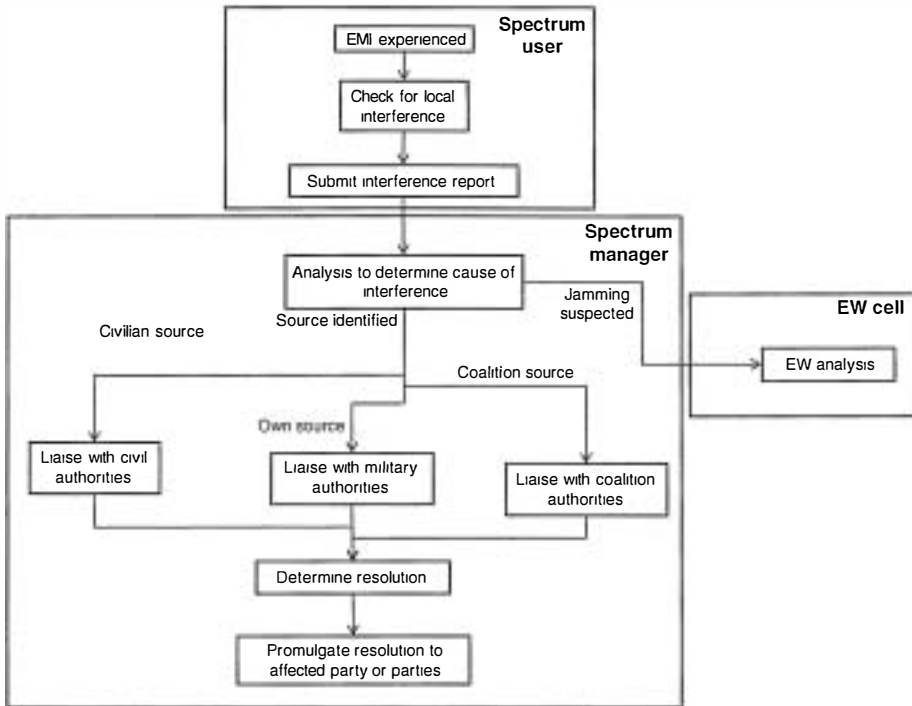 Spectrum
user
EMI experienced
Check for local
interference
Submit interference report
Spectrum
manager
Analysis to determine cause of
interference
Jamming
suspected
EW cell
EW analysis
Civilian source
Source identified
Coalition source
Own source
Liaise with civil
authorities
Liaise with military
authorities
Liaise with coalition
authorities
Determine resolution
Promulgate resolution to
affected party or parties